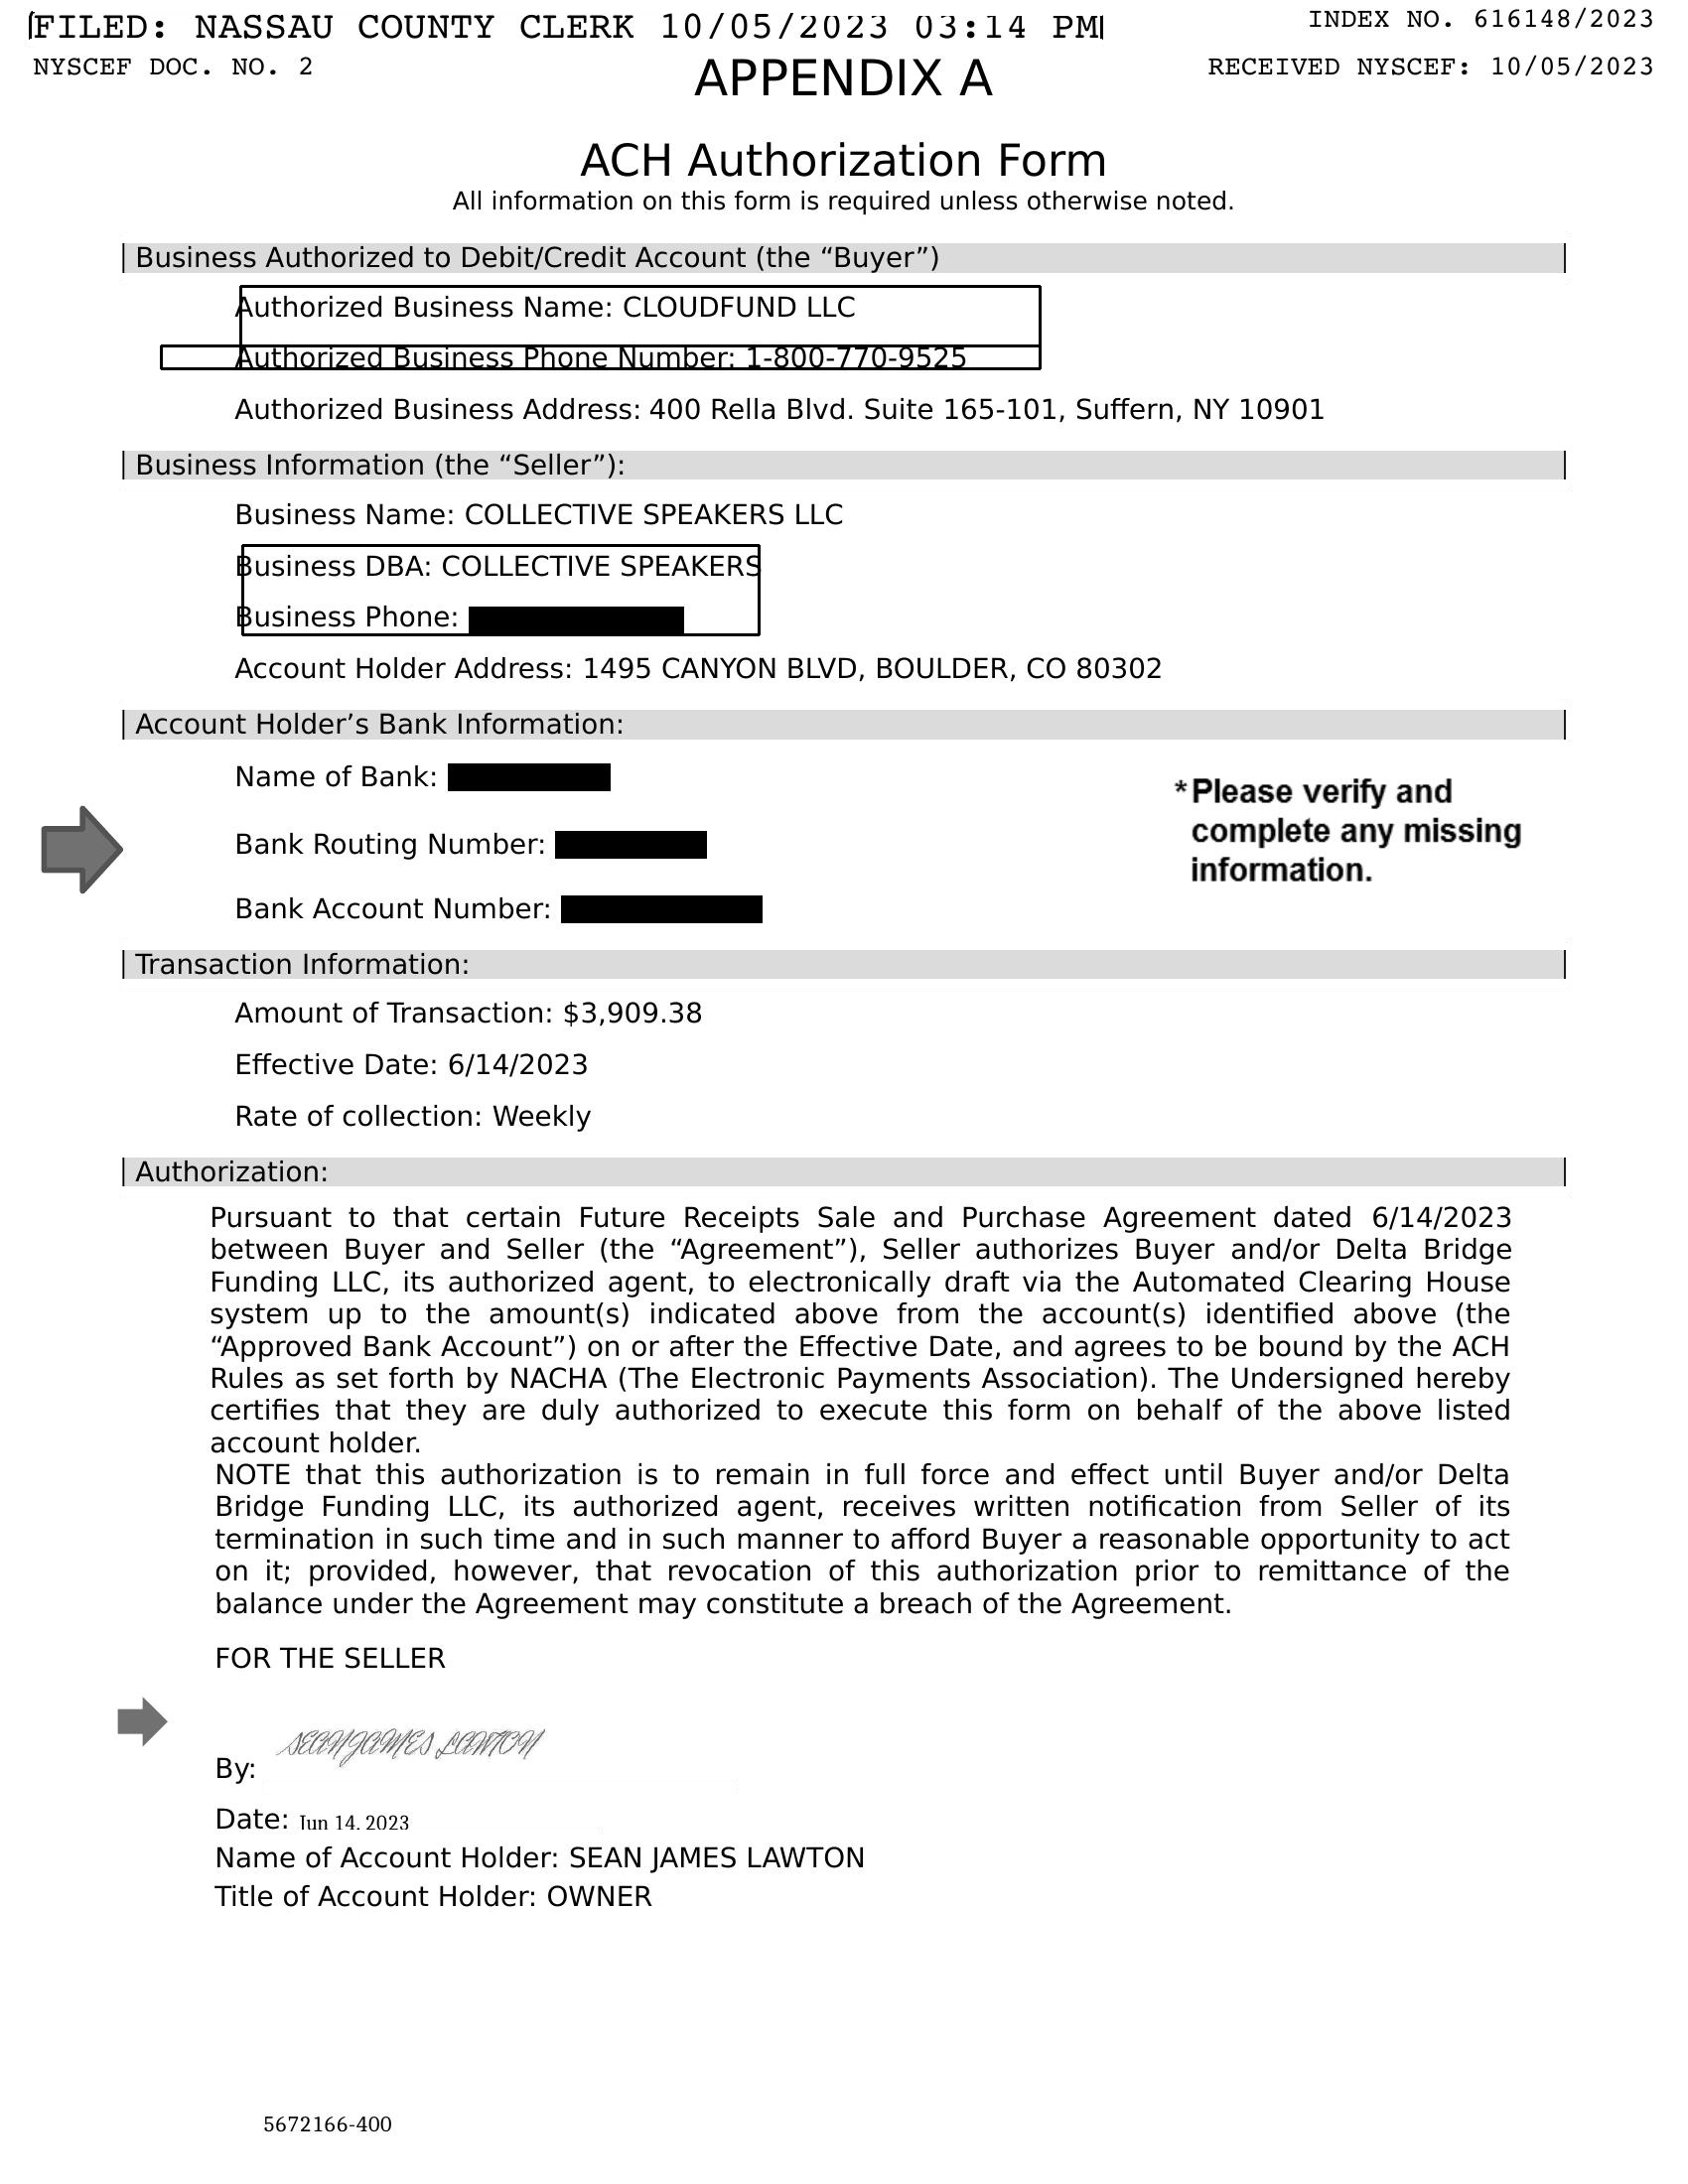 FILED: NASSAU COUNTY CLERK 10/05/2023 03:14 PM
INDEX NO. 616148/2023
NYSCEF DOC. NO. 2
RECEIVED NYSCEF: 10/05/2023
APPENDIX A
ACH Authorization Form
All information on this form is required unless otherwise noted.
Business Authorized to Debit/Credit Account (the “Buyer”)
Authorized Business Name: CLOUDFUND LLC
Authorized Business Phone Number: 1-800-770-9525
Authorized Business Address: 400 Rella Blvd. Suite 165-101, Suffern, NY 10901
Business Information (the “Seller”):
Business Name: COLLECTIVE SPEAKERS LLC
Business DBA: COLLECTIVE SPEAKERS
Business Phone:
Account Holder Address: 1495 CANYON BLVD, BOULDER, CO 80302
Account Holder’s Bank Information:
Name of Bank:
Bank Routing Number:
Bank Account Number:
*Please verify and
complete any missing
information.
Transaction Information:
Amount of Transaction: $3,909.38
Effective Date: 6/14/2023
Rate of collection: Weekly
Authorization:
Pursuant to that certain Future Receipts Sale and Purchase Agreement dated 6/14/2023
between Buyer and Seller (the “Agreement”), Seller authorizes Buyer and/or Delta Bridge
Funding LLC, its authorized agent, to electronically draft via the Automated Clearing House
system up to the amount(s) indicated above from the account(s) identified above (the
“Approved Bank Account”) on or after the Effective Date, and agrees to be bound by the ACH
Rules as set forth by NACHA (The Electronic Payments Association). The Undersigned hereby
certifies that they are duly authorized to execute this form on behalf of the above listed
account holder.
NOTE that this authorization is to remain in full force and effect until Buyer and/or Delta
Bridge Funding LLC, its authorized agent, receives written notification from Seller of its
termination in such time and in such manner to afford Buyer a reasonable opportunity to act
on it; provided, however, that revocation of this authorization prior to remittance of the
balance under the Agreement may constitute a breach of the Agreement.
FOR THE SELLER
By: SEAN JAMES LAWTON
Date: Jun 14, 2023
Name of Account Holder: SEAN JAMES LAWTON
Title of Account Holder: OWNER
5672166-400